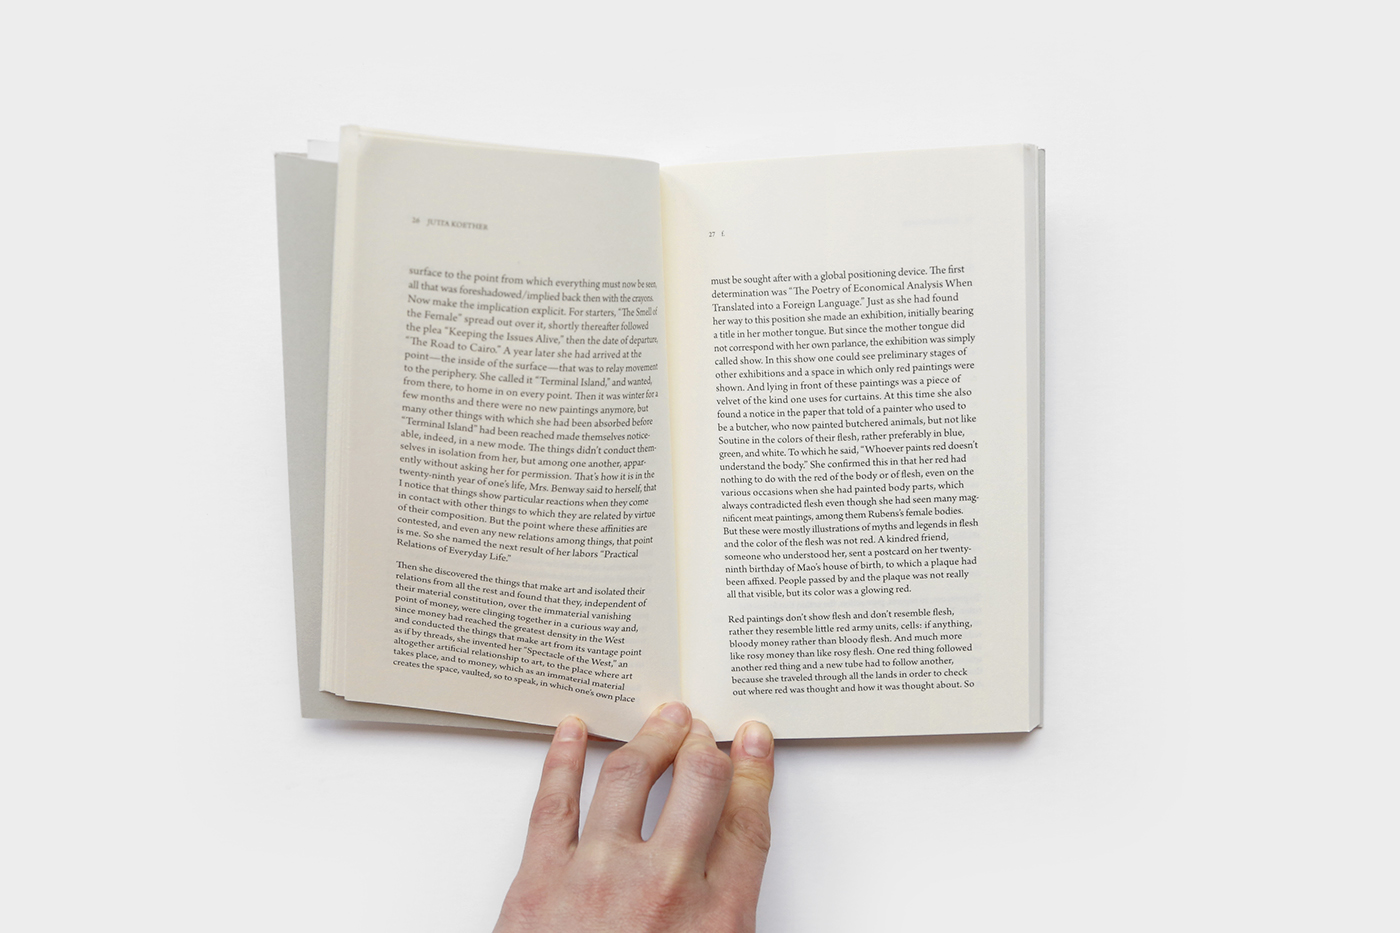 26 JUTTA KOETHER
surface to the point from which everything must now be seen,
all that was foreshadowed/implied back then with the crayons.
Now make the implication explicit. For starters, “The Smell of
the Female” spread out over it, shortly thereafter followed
the plea “Keeping the Issues Alive,” then the date of departure,
“The Road to Cairo.” A year later she had arrived at the
point—the inside of the surface—that was to relay movement
to the periphery. She called it “Terminal Island,” and wanted,
from there, to home in on every point. Then it was winter for a
few months and there were no new paintings anymore, but
many other things with which she had been absorbed before
“Terminal Island” had been reached made themselves notice-
able, indeed, in a new mode. The things didn’t conduct them-
selves in isolation from her, but among one another, appar-
ently without asking her for permission. That’s how it is in the
twenty-ninth year of one’s life, Mrs. Benway said to herself, that
I notice that things show particular reactions when they come
in contact with other things to which they are related by virtue
of their composition. But the point where these affinities are
contested, and even any new relations among things, that point
is me. So she named the next result of her labors “Practical
Relations of Everyday Life.”
Then she discovered the things that make art and isolated their
relations from all the rest and found that they, independent of
their material constitution, over the immaterial vanishing
point of money, were clinging together in a curious way and,
since money had reached the greatest density in the West
and conducted the things that make art from its vantage point
as if by threads, she invented her “Spectacle of the West,” an
altogether artificial relationship to art, to the place where art
takes place, and to money, which as an immaterial material
creates the space, vaulted, so to speak, in which one’s own place
27 f.
must be sought after with a global positioning device. The first
determination was “The Poetry of Economical Analysis When
Translated into a Foreign Language.” Just as she had found
her way to this position she made an exhibition, initially bearing
a title in her mother tongue. But since the mother tongue did
not correspond with her own parlance, the exhibition was simply
called show. In this show one could see preliminary stages of
other exhibitions and a space in which only red paintings were
shown. And lying in front of these paintings was a piece of
velvet of the kind one uses for curtains. At this time she also
found a notice in the paper that told of a painter who used to
be a butcher, who now painted butchered animals, but not like
Soutine in the colors of their flesh, rather preferably in blue,
green, and white. To which he said, “Whoever paints red doesn’t
understand the body.” She confirmed this in that her red had
nothing to do with the red of the body or of flesh, even on the
various occasions when she had painted body parts, which
always contradicted flesh even though she had seen many mag-
nificent meat paintings, among them Rubens’s female bodies.
But these were mostly illustrations of myths and legends in flesh
and the color of the flesh was not red. A kindred friend,
someone who understood her, sent a postcard on her twenty-
ninth birthday of Mao’s house of birth, to which a plaque had
been affixed. People passed by and the plaque was not really
all that visible, but its color was a glowing red.
Red paintings don’t show flesh and don’t resemble flesh,
rather they resemble little red army units, cells: if anything,
bloody money rather than bloody flesh. And much more
like rosy money than like rosy flesh. One red thing followed
another red thing and a new tube had to follow another,
because she traveled through all the lands in order to check
out where red was thought and how it was thought about. So